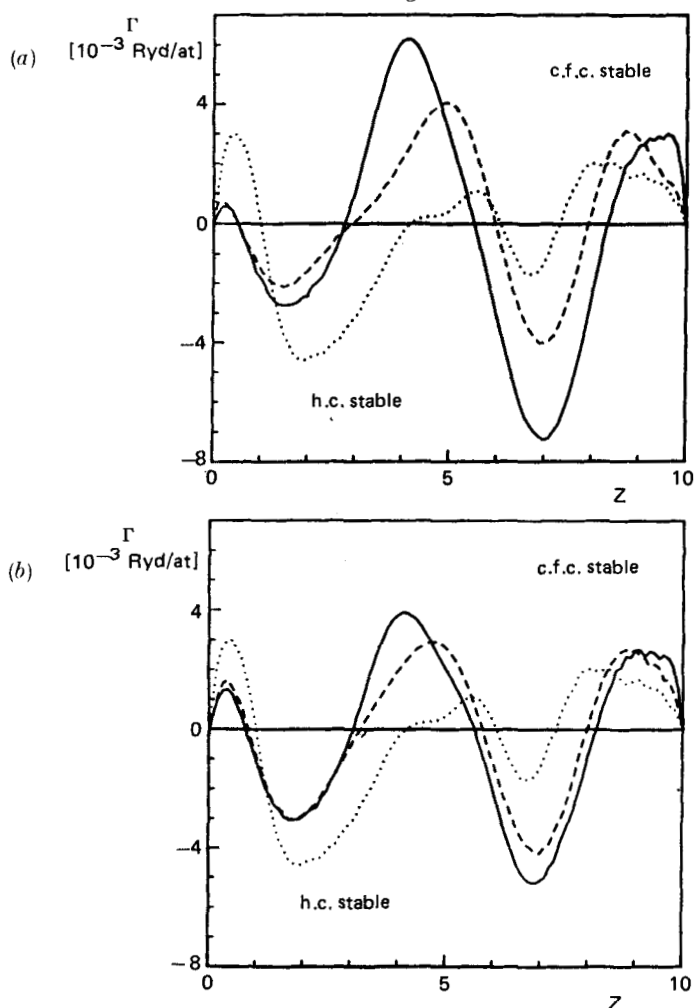 Γ
(a) [10⁻³ Ryd/at]
c.f.c. stable
4
0
−4
h.c. stable
−8
0 5 10
Z
Γ
(b) [10⁻³ Ryd/at]
c.f.c. stable
4
0
−4
h.c. stable
−8
0 5 10
Z